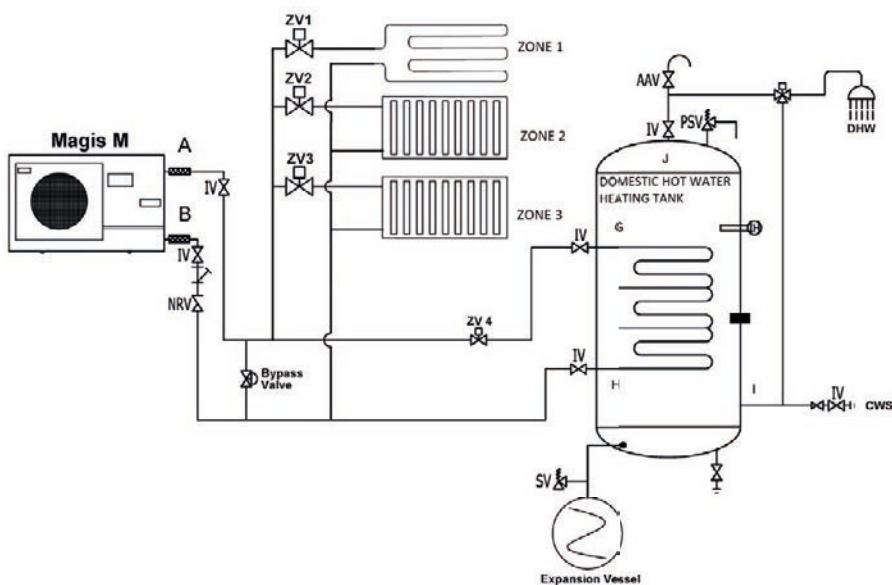 ZV1
ZONE 1
ZV2
ZONE 2
ZV3
ZONE 3
Magis M
A
B
IV
IV
NRV
Bypass
Valve
ZV 4
IV
IV
AAV
IV
PSV
DHW
J
DOMESTIC HOT WATER
HEATING TANK
G
H
I
IV
CWS
SV
Expansion Vessel